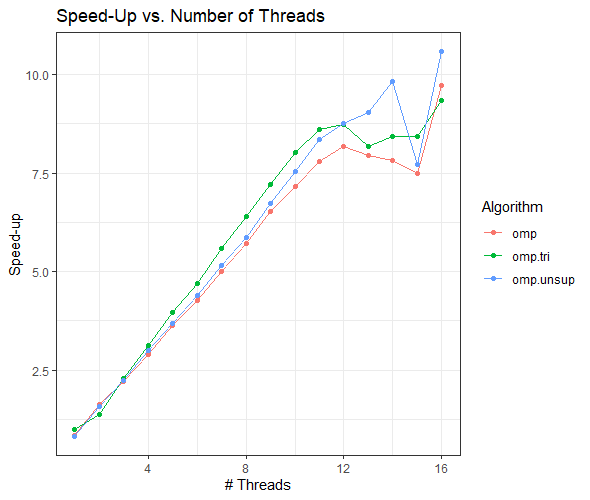 Speed-Up vs. Number of Threads
10.0
7.5
5.0
2.5
Speed-up
4 8 12 16
# Threads
Algorithm
omp
omp.tri
omp.unsup